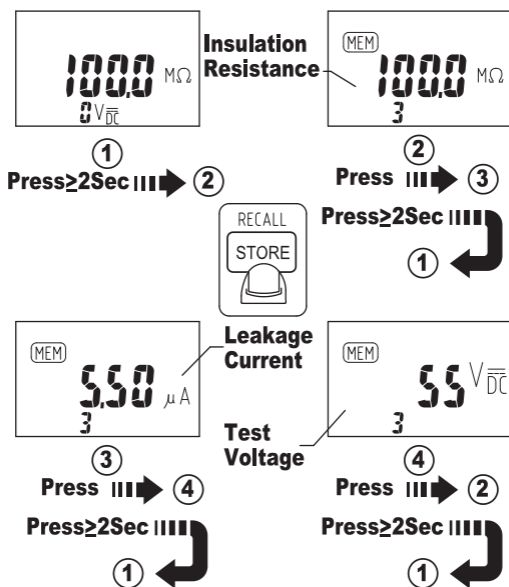 100.0 MΩ
0 V DC
①
Press≥2Sec ②
Insulation
Resistance
MEM
100.0 MΩ
3
②
Press ③
Press≥2Sec
①
RECALL
STORE
MEM
5.50 μA
3
Leakage
Current
③
Press ④
Press≥2Sec
①
MEM
55 V DC
3
Test
Voltage
④
Press ②
Press≥2Sec
①